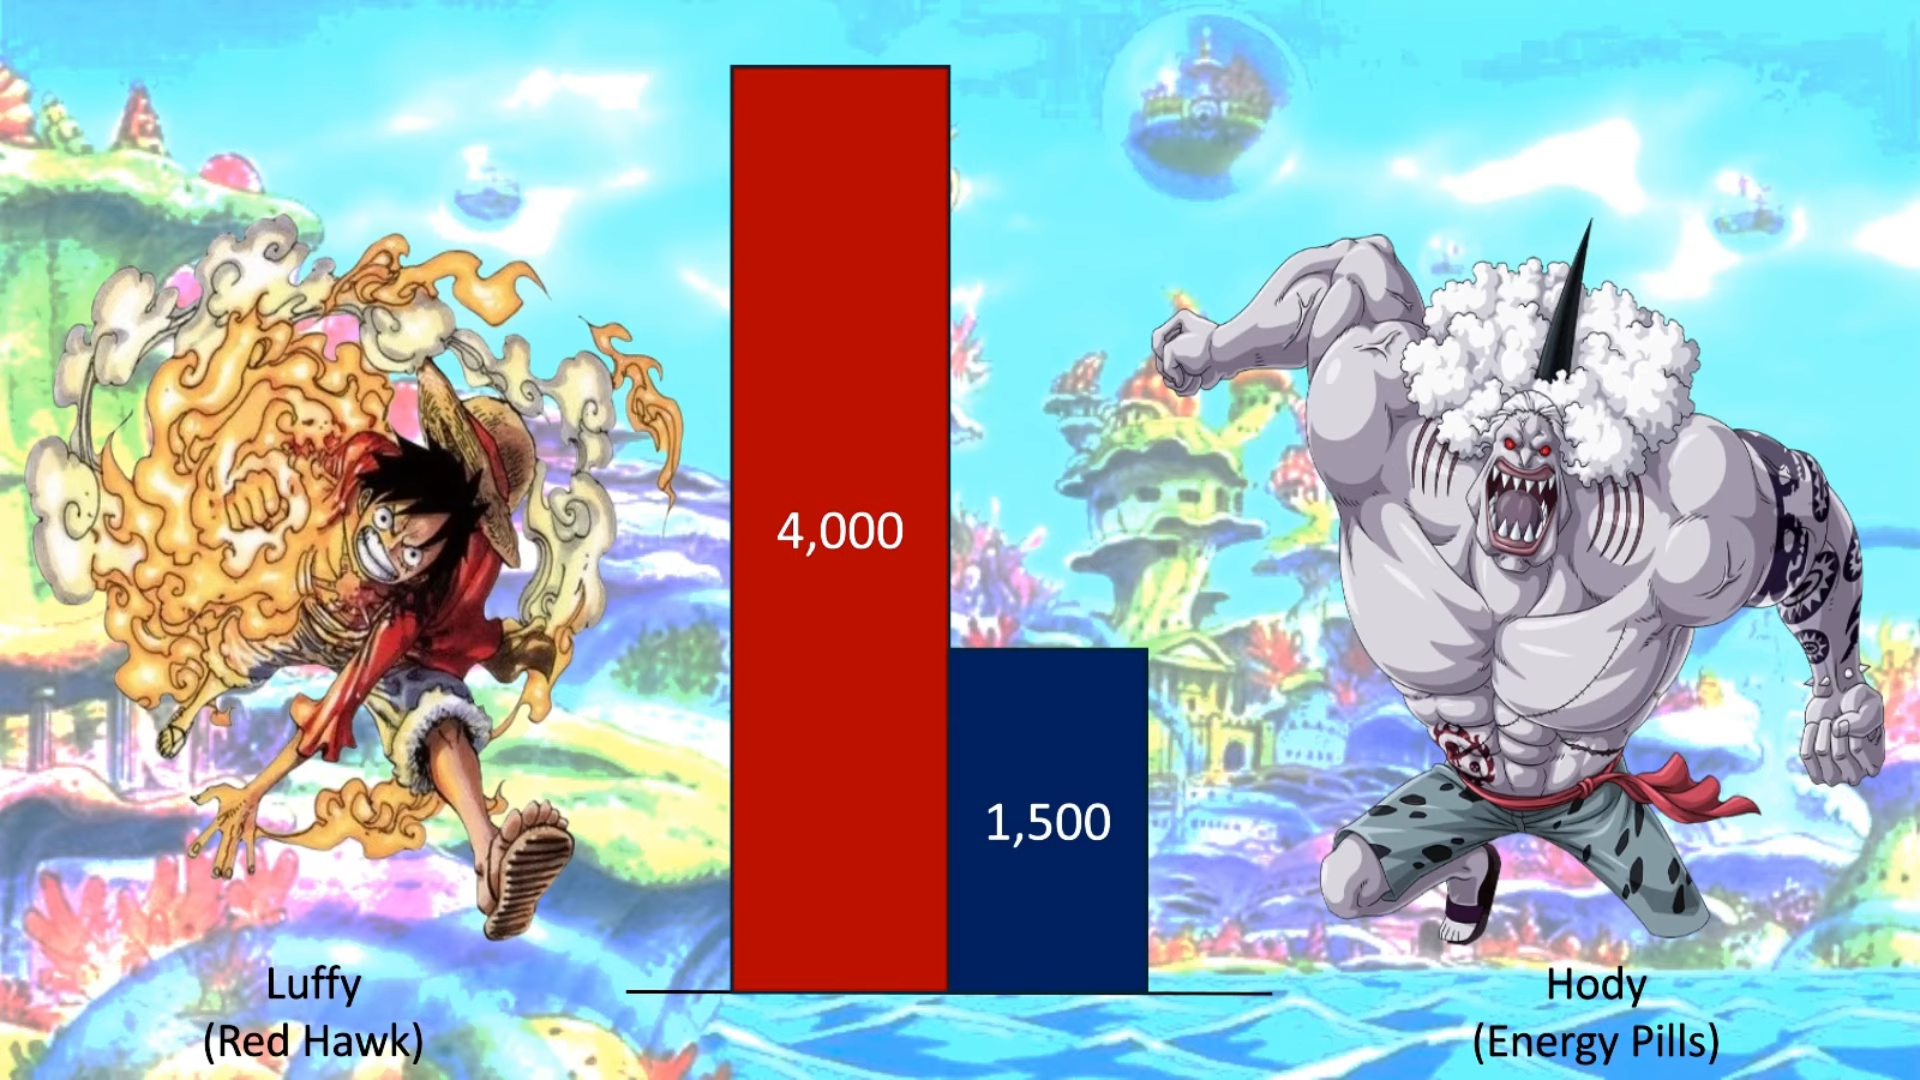 4,000
1,500
Luffy
(Red Hawk)
Hody
(Energy Pills)